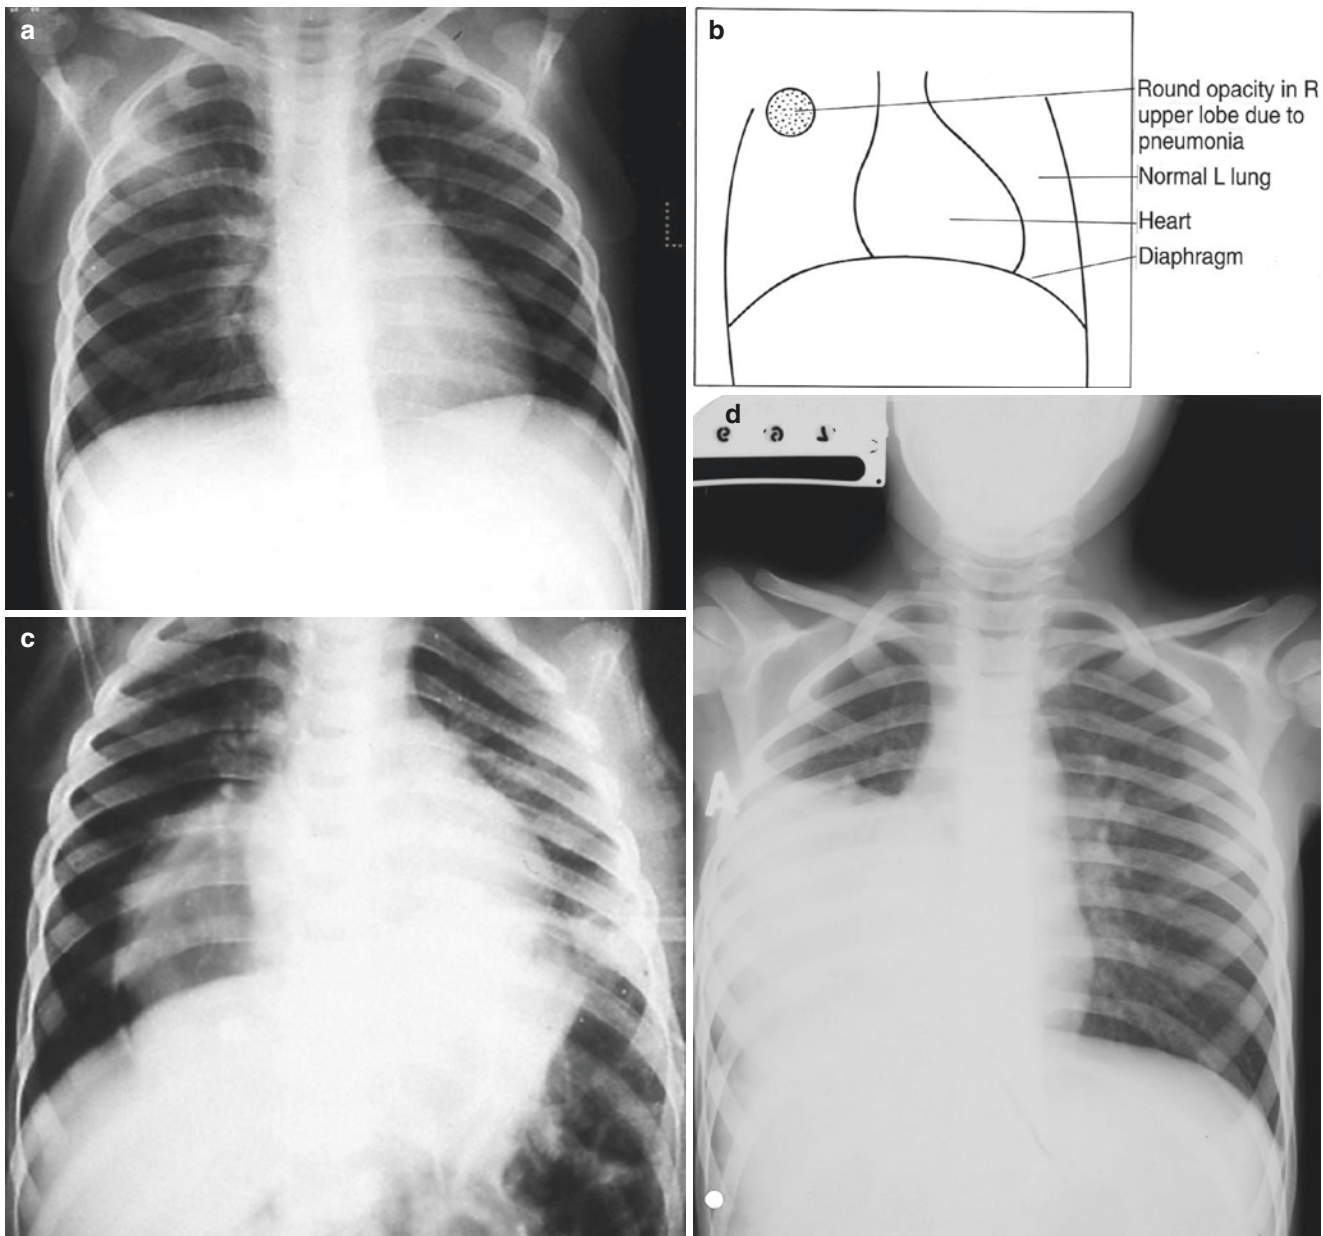 a
b
Round opacity in R
upper lobe due to
pneumonia
Normal L lung
Heart
Diaphragm
c
d
A